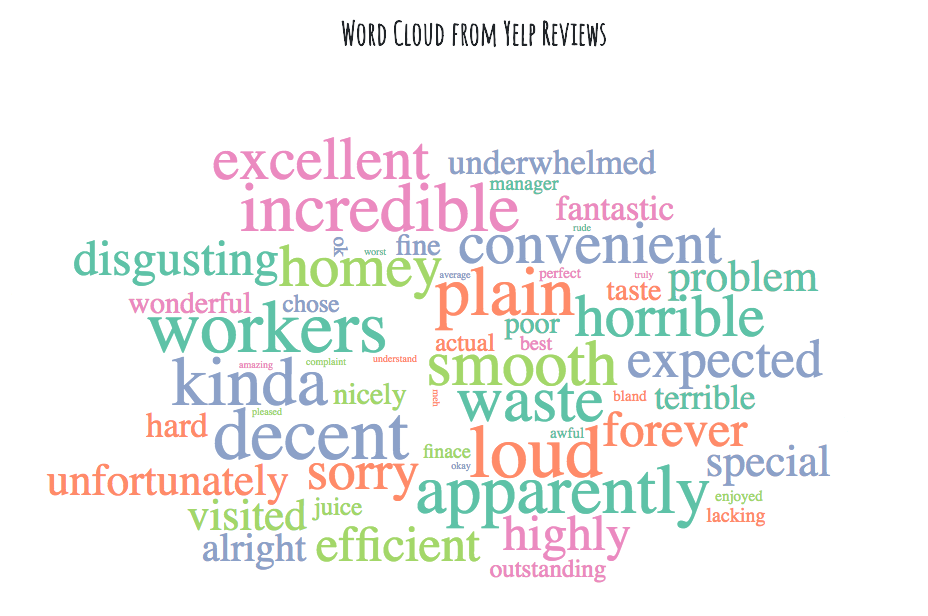 Word Cloud from Yelp Reviews
excellent
underwhelmed
manager
incredible
fantastic
rude
ok
worst
fine
convenient
disgusting
homey
average
perfect
truly
problem
plain
taste
wonderful
chose
workers
poor
horrible
actual
best
amazing
complaint
understand
smooth
expected
kinda
nicely
meh
waste
bland
terrible
pleased
hard
decent
awful
forever
finace
okay
loud
special
unfortunately
sorry
apparently
enjoyed
visited
juice
lacking
alright
efficient
highly
outstanding